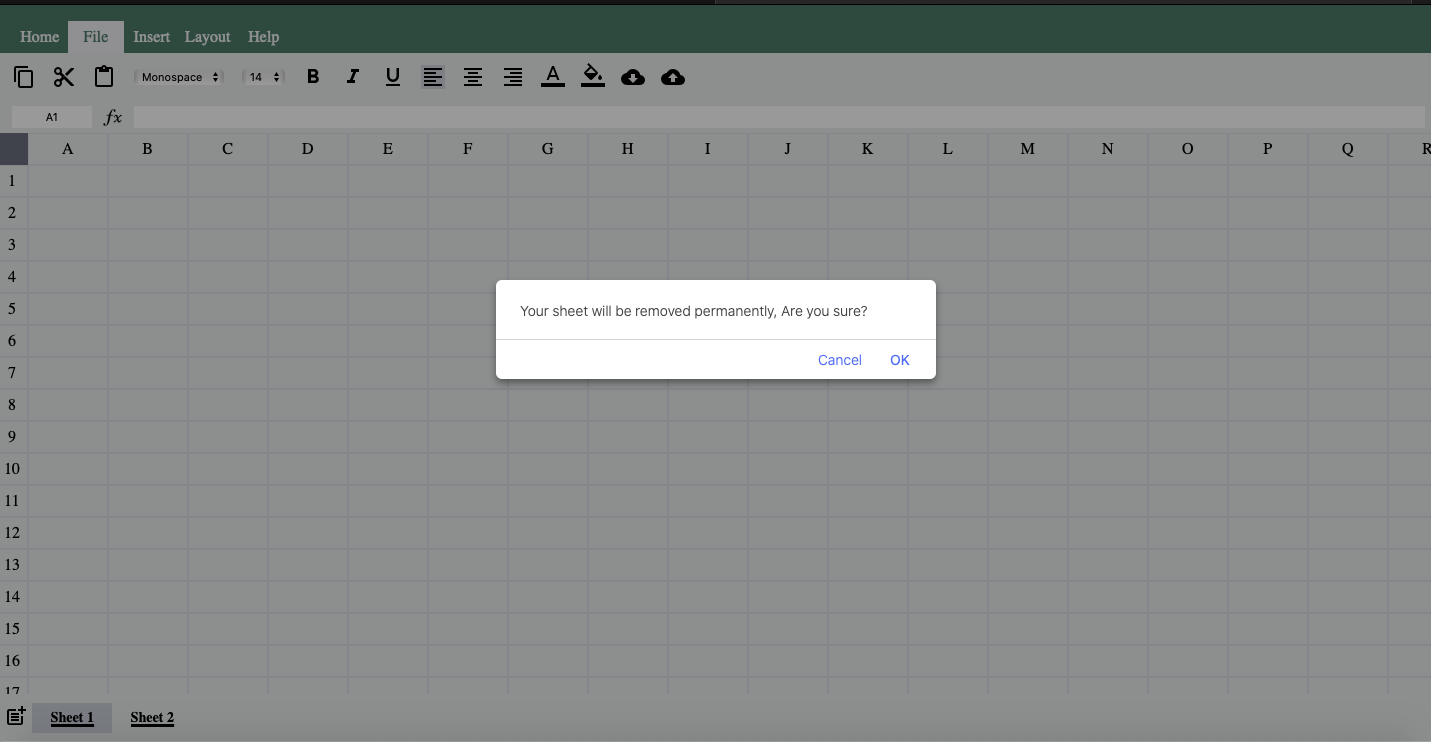 Home File Insert Layout Help
Monospace 14 B I U A
A1 fx
A B C D E F G H I J K L M N O P Q R
1
2
3
4
5
6
7
8
9
10
11
12
13
14
15
16
17
Your sheet will be removed permanently, Are you sure?
Cancel OK
Sheet 1 Sheet 2